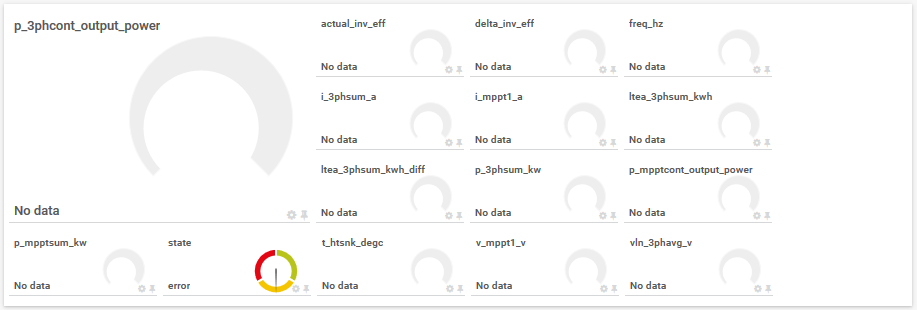 p_3phcont_output_power
No data
actual_inv_eff
No data
delta_inv_eff
No data
freq_hz
No data
i_3phsum_a
No data
i_mppt1_a
No data
ltea_3phsum_kwh
No data
ltea_3phsum_kwh_diff
No data
p_3phsum_kw
No data
p_mpptcont_output_power
No data
p_mpptsum_kw
No data
state
error
t_htsnk_degc
No data
v_mppt1_v
No data
vln_3phavg_v
No data